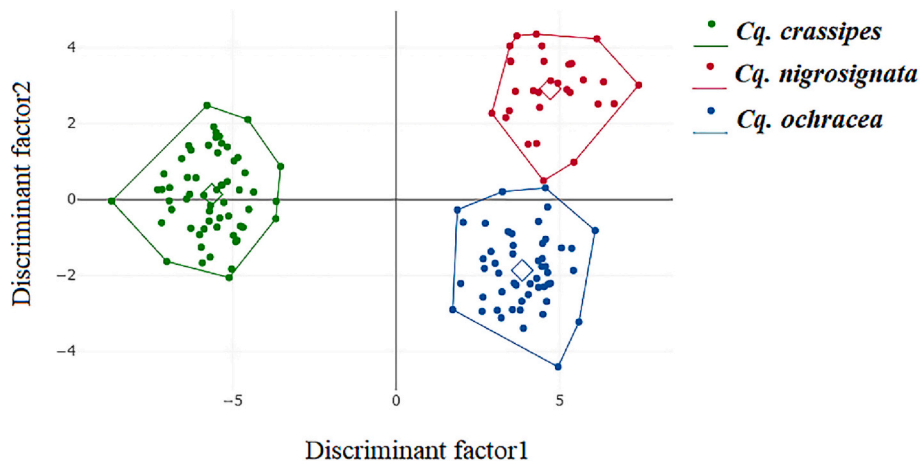 Cq. crassipes
Cq. nigrosignata
Cq. ochracea
4
2
0
−2
−4
−5
0
5
Discriminant factor2
Discriminant factor1